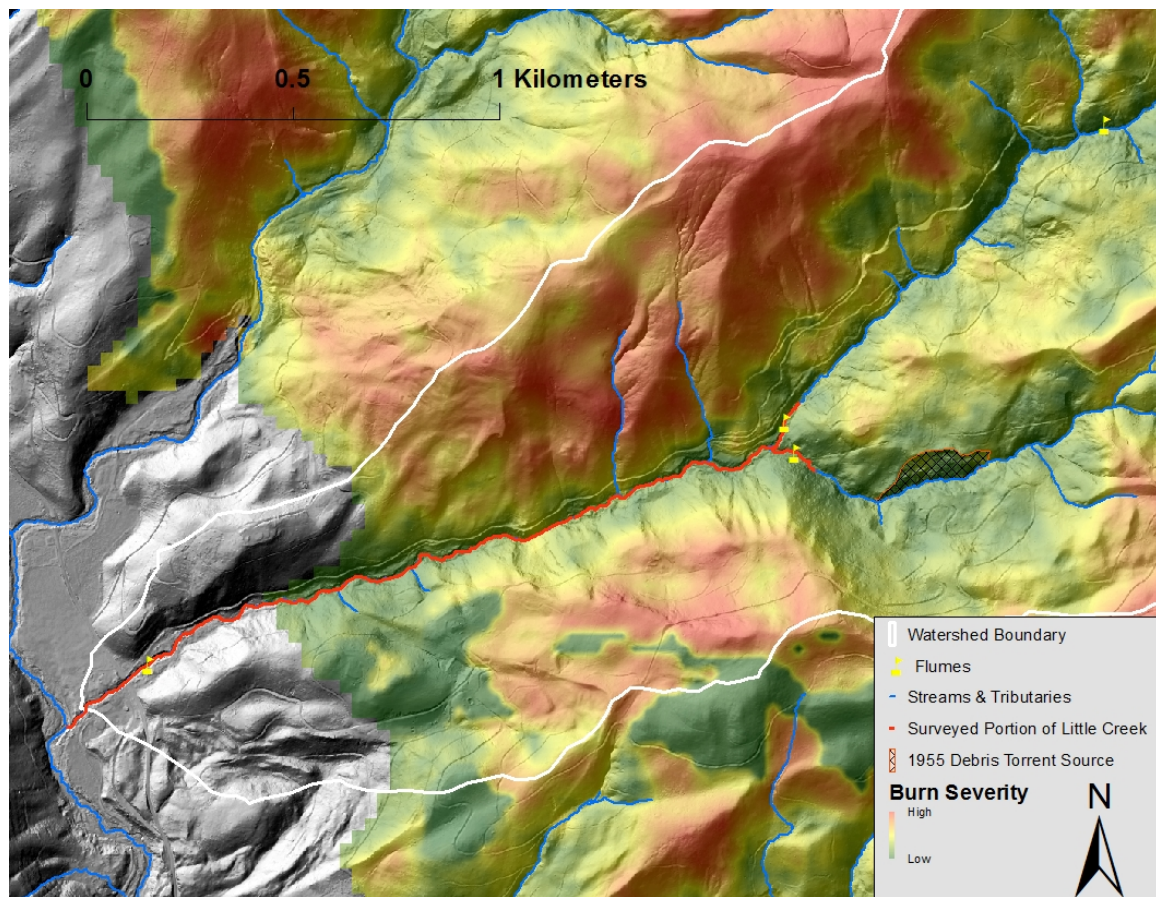 0 0.5 1 Kilometers
Watershed Boundary
Flumes
Streams & Tributaries
Surveyed Portion of Little Creek
1955 Debris Torrent Source
Burn Severity
High
Low
N